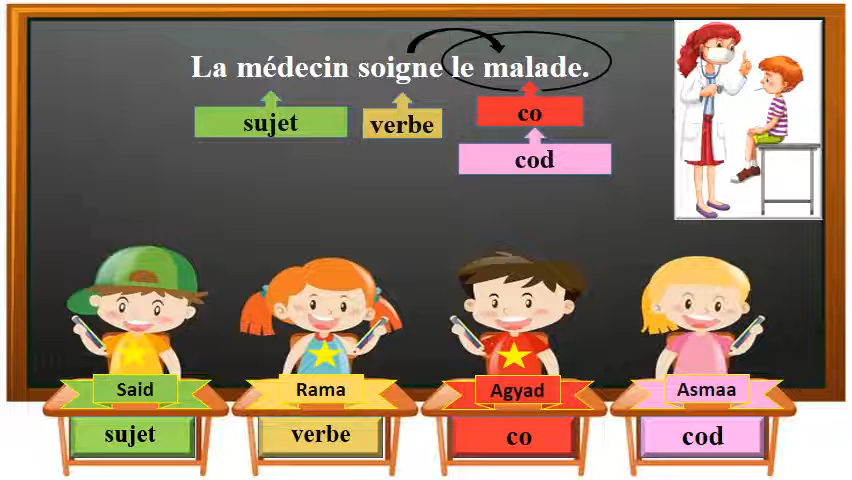 La médecin soigne le malade.
sujet
verbe
co
cod
Said
Rama
Agyad
Asmaa
sujet
verbe
co
cod